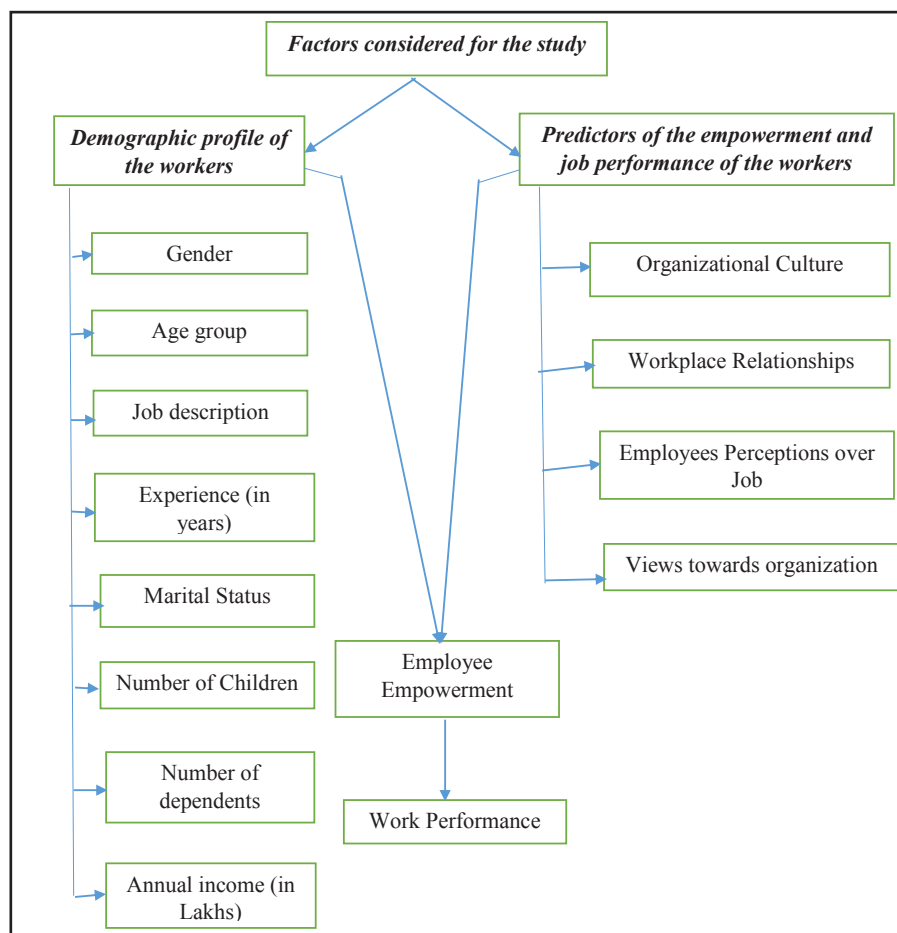 Factors considered for the study
Demographic profile of
the workers
Predictors of the empowerment and
job performance of the workers
Gender
Age group
Job description
Experience (in
years)
Marital Status
Number of Children
Number of
dependents
Annual income (in
Lakhs)
Organizational Culture
Workplace Relationships
Employees Perceptions over
Job
Views towards organization
Employee
Empowerment
Work Performance